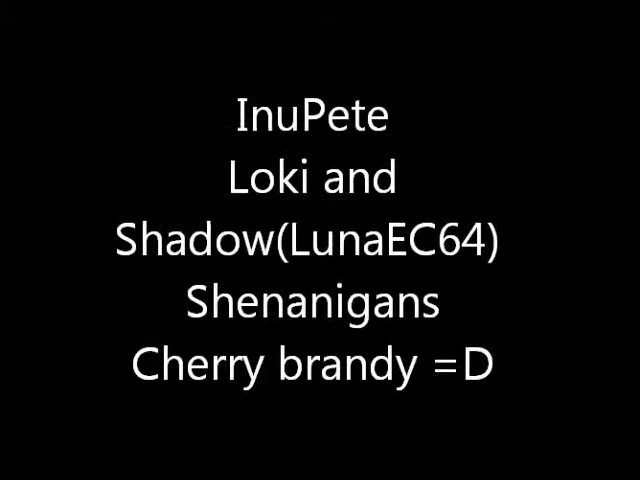 InuPete
Loki and
Shadow(LunaEC64)
Shenanigans
Cherry brandy =D